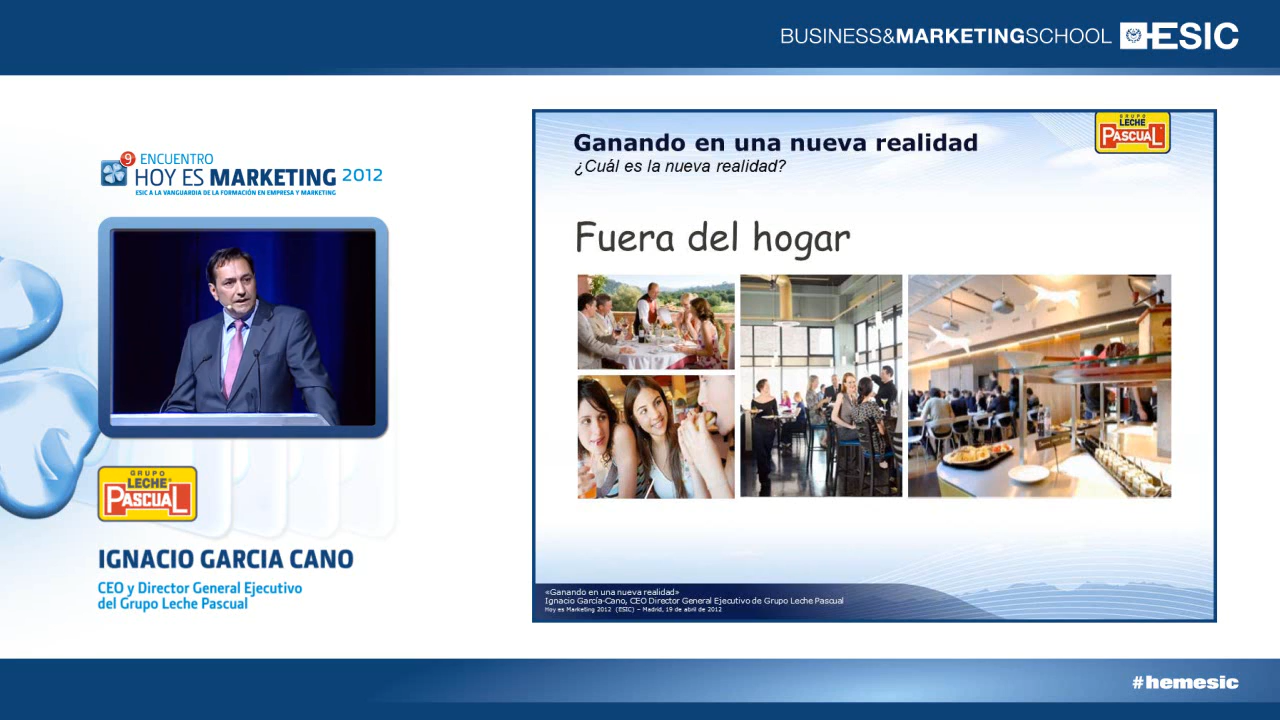 BUSINESS&MARKETINGSCHOOL ESIC
9 ENCUENTRO
HOY ES MARKETING 2012
ESIC A LA VANGUARDIA DE LA FORMACIÓN EN EMPRESA Y MARKETING
GRUPO
LECHE
PASCUAL
IGNACIO GARCIA CANO
CEO y Director General Ejecutivo
del Grupo Leche Pascual
Ganando en una nueva realidad
¿Cuál es la nueva realidad?
GRUPO
LECHE
PASCUAL
Fuera del hogar
«Ganando en una nueva realidad»
Ignacio García-Cano, CEO Director General Ejecutivo de Grupo Leche Pascual
Hoy es Marketing 2012 (ESIC) – Madrid, 19 de abril de 2012
#hemesic